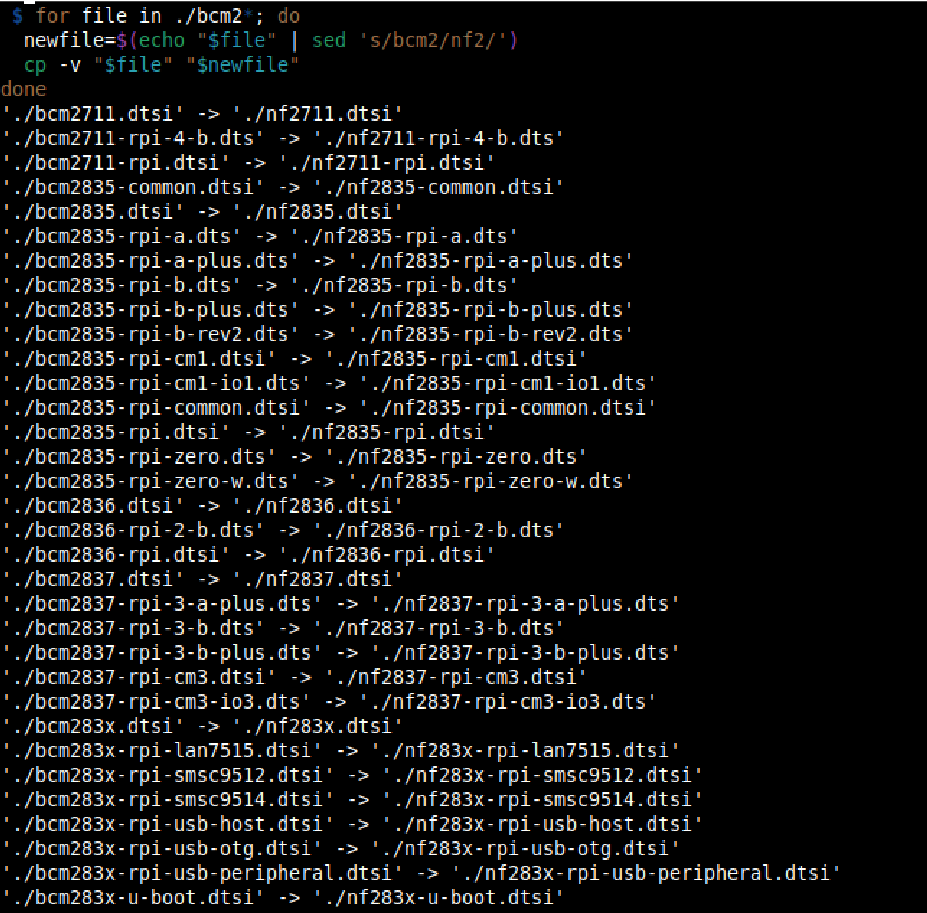 $ for file in ./bcm2*; do
  newfile=$(echo "$file" | sed 's/bcm2/nf2/')
  cp -v "$file" "$newfile"
done
'./bcm2711.dtsi' -> './nf2711.dtsi'
'./bcm2711-rpi-4-b.dts' -> './nf2711-rpi-4-b.dts'
'./bcm2711-rpi.dtsi' -> './nf2711-rpi.dtsi'
'./bcm2835-common.dtsi' -> './nf2835-common.dtsi'
'./bcm2835.dtsi' -> './nf2835.dtsi'
'./bcm2835-rpi-a.dts' -> './nf2835-rpi-a.dts'
'./bcm2835-rpi-a-plus.dts' -> './nf2835-rpi-a-plus.dts'
'./bcm2835-rpi-b.dts' -> './nf2835-rpi-b.dts'
'./bcm2835-rpi-b-plus.dts' -> './nf2835-rpi-b-plus.dts'
'./bcm2835-rpi-b-rev2.dts' -> './nf2835-rpi-b-rev2.dts'
'./bcm2835-rpi-cm1.dtsi' -> './nf2835-rpi-cm1.dtsi'
'./bcm2835-rpi-cm1-io1.dts' -> './nf2835-rpi-cm1-io1.dts'
'./bcm2835-rpi-common.dtsi' -> './nf2835-rpi-common.dtsi'
'./bcm2835-rpi.dtsi' -> './nf2835-rpi.dtsi'
'./bcm2835-rpi-zero.dts' -> './nf2835-rpi-zero.dts'
'./bcm2835-rpi-zero-w.dts' -> './nf2835-rpi-zero-w.dts'
'./bcm2836.dtsi' -> './nf2836.dtsi'
'./bcm2836-rpi-2-b.dts' -> './nf2836-rpi-2-b.dts'
'./bcm2836-rpi.dtsi' -> './nf2836-rpi.dtsi'
'./bcm2837.dtsi' -> './nf2837.dtsi'
'./bcm2837-rpi-3-a-plus.dts' -> './nf2837-rpi-3-a-plus.dts'
'./bcm2837-rpi-3-b.dts' -> './nf2837-rpi-3-b.dts'
'./bcm2837-rpi-3-b-plus.dts' -> './nf2837-rpi-3-b-plus.dts'
'./bcm2837-rpi-cm3.dtsi' -> './nf2837-rpi-cm3.dtsi'
'./bcm2837-rpi-cm3-io3.dts' -> './nf2837-rpi-cm3-io3.dts'
'./bcm283x.dtsi' -> './nf283x.dtsi'
'./bcm283x-rpi-lan7515.dtsi' -> './nf283x-rpi-lan7515.dtsi'
'./bcm283x-rpi-smsc9512.dtsi' -> './nf283x-rpi-smsc9512.dtsi'
'./bcm283x-rpi-smsc9514.dtsi' -> './nf283x-rpi-smsc9514.dtsi'
'./bcm283x-rpi-usb-host.dtsi' -> './nf283x-rpi-usb-host.dtsi'
'./bcm283x-rpi-usb-otg.dtsi' -> './nf283x-rpi-usb-otg.dtsi'
'./bcm283x-rpi-usb-peripheral.dtsi' -> './nf283x-rpi-usb-peripheral.dtsi'
'./bcm283x-u-boot.dtsi' -> './nf283x-u-boot.dtsi'